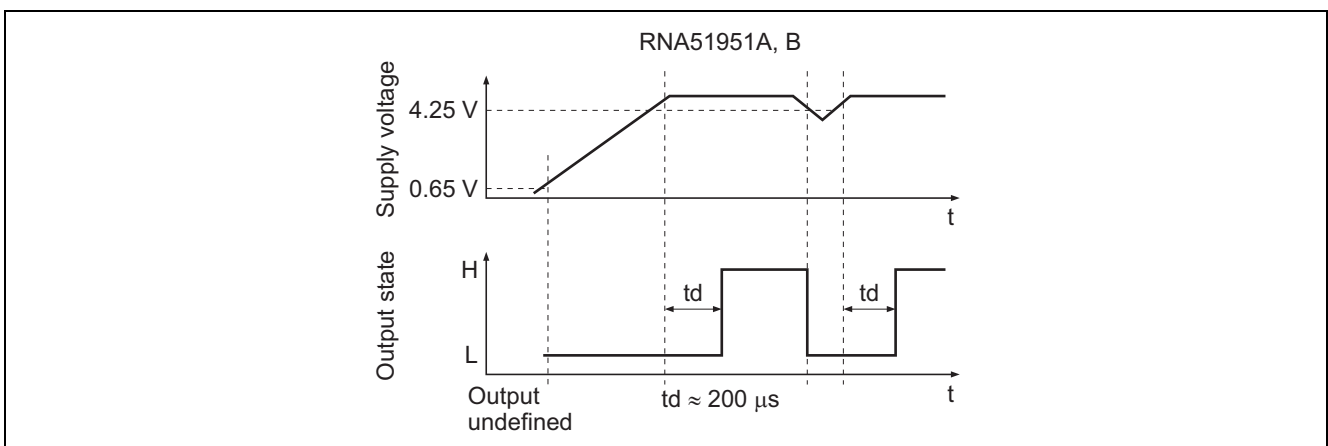 RNA51951A, B
Supply voltage
4.25 V
0.65 V
t
Output state
H
td
td
L
Output
undefined
td ≈ 200 μs
t